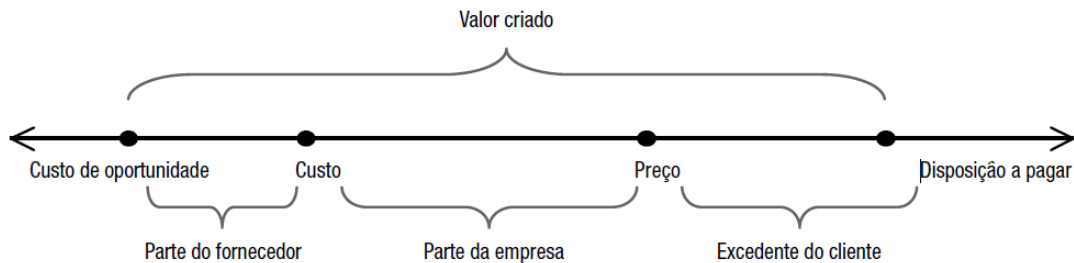 Valor criado
Custo de oportunidade Custo Preço Disposição a pagar
Parte do fornecedor Parte da empresa Excedente do cliente